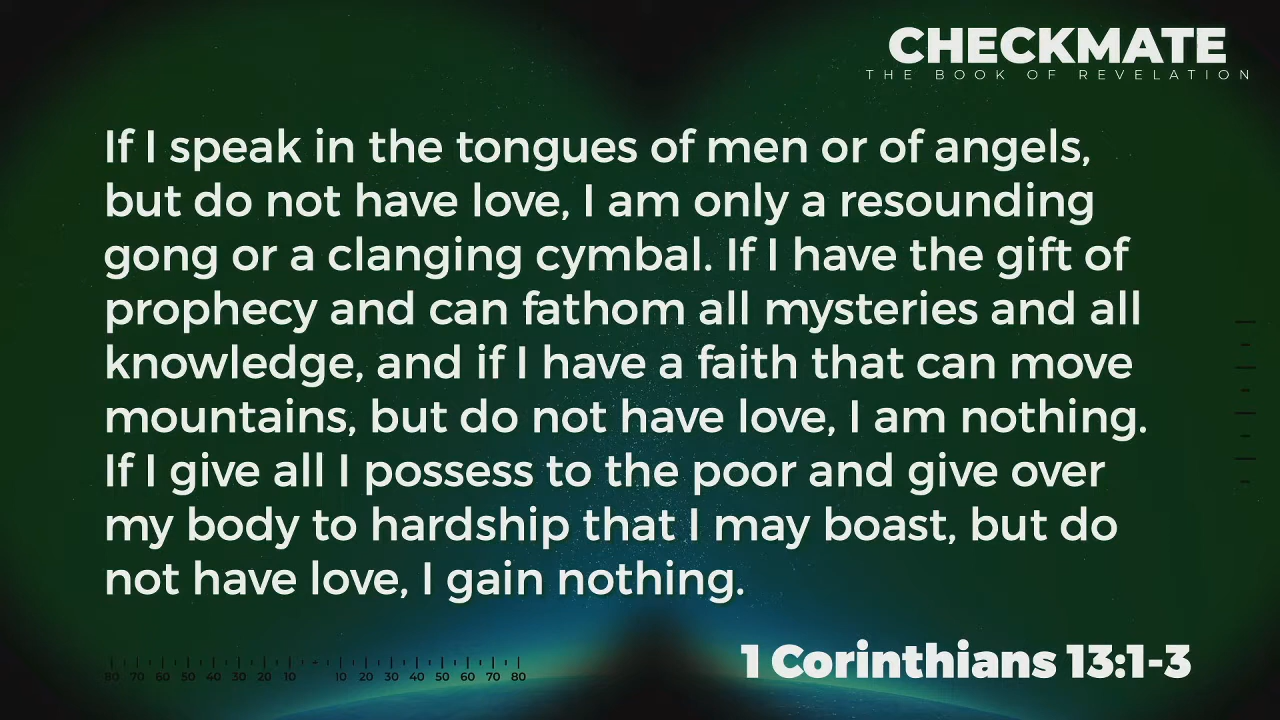 CHECKMATE
THE BOOK OF REVELATION
If I speak in the tongues of men or of angels,
but do not have love, I am only a resounding
gong or a clanging cymbal. If I have the gift of
prophecy and can fathom all mysteries and all
knowledge, and if I have a faith that can move
mountains, but do not have love, I am nothing.
If I give all I possess to the poor and give over
my body to hardship that I may boast, but do
not have love, I gain nothing.
1 Corinthians 13:1-3
80 70 60 50 40 30 20 10 10 20 30 40 50 60 70 80